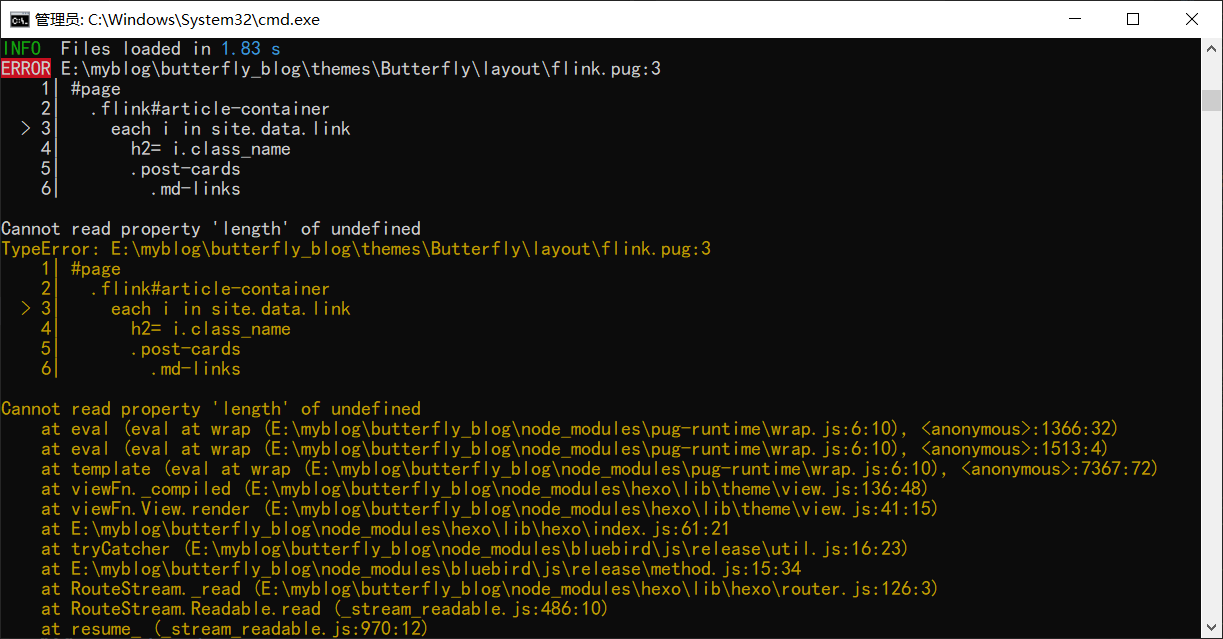 管理员: C:\Windows\System32\cmd.exe
INFO  Files loaded in 1.83 s
ERROR E:\myblog\butterfly_blog\themes\Butterfly\layout\flink.pug:3
    1| #page
    2|   .flink#article-container
  > 3|     each i in site.data.link
    4|       h2= i.class_name
    5|       .post-cards
    6|         .md-links
Cannot read property 'length' of undefined
TypeError: E:\myblog\butterfly_blog\themes\Butterfly\layout\flink.pug:3
    1| #page
    2|   .flink#article-container
  > 3|     each i in site.data.link
    4|       h2= i.class_name
    5|       .post-cards
    6|         .md-links
Cannot read property 'length' of undefined
    at eval (eval at wrap (E:\myblog\butterfly_blog\node_modules\pug-runtime\wrap.js:6:10), <anonymous>:1366:32)
    at eval (eval at wrap (E:\myblog\butterfly_blog\node_modules\pug-runtime\wrap.js:6:10), <anonymous>:1513:4)
    at template (eval at wrap (E:\myblog\butterfly_blog\node_modules\pug-runtime\wrap.js:6:10), <anonymous>:7367:72)
    at viewFn._compiled (E:\myblog\butterfly_blog\node_modules\hexo\lib\theme\view.js:136:48)
    at viewFn.View.render (E:\myblog\butterfly_blog\node_modules\hexo\lib\theme\view.js:41:15)
    at E:\myblog\butterfly_blog\node_modules\hexo\lib\hexo\index.js:61:21
    at tryCatcher (E:\myblog\butterfly_blog\node_modules\bluebird\js\release\util.js:16:23)
    at E:\myblog\butterfly_blog\node_modules\bluebird\js\release\method.js:15:34
    at RouteStream._read (E:\myblog\butterfly_blog\node_modules\hexo\lib\hexo\router.js:126:3)
    at RouteStream.Readable.read (_stream_readable.js:486:10)
    at resume_ (_stream_readable.js:970:12)